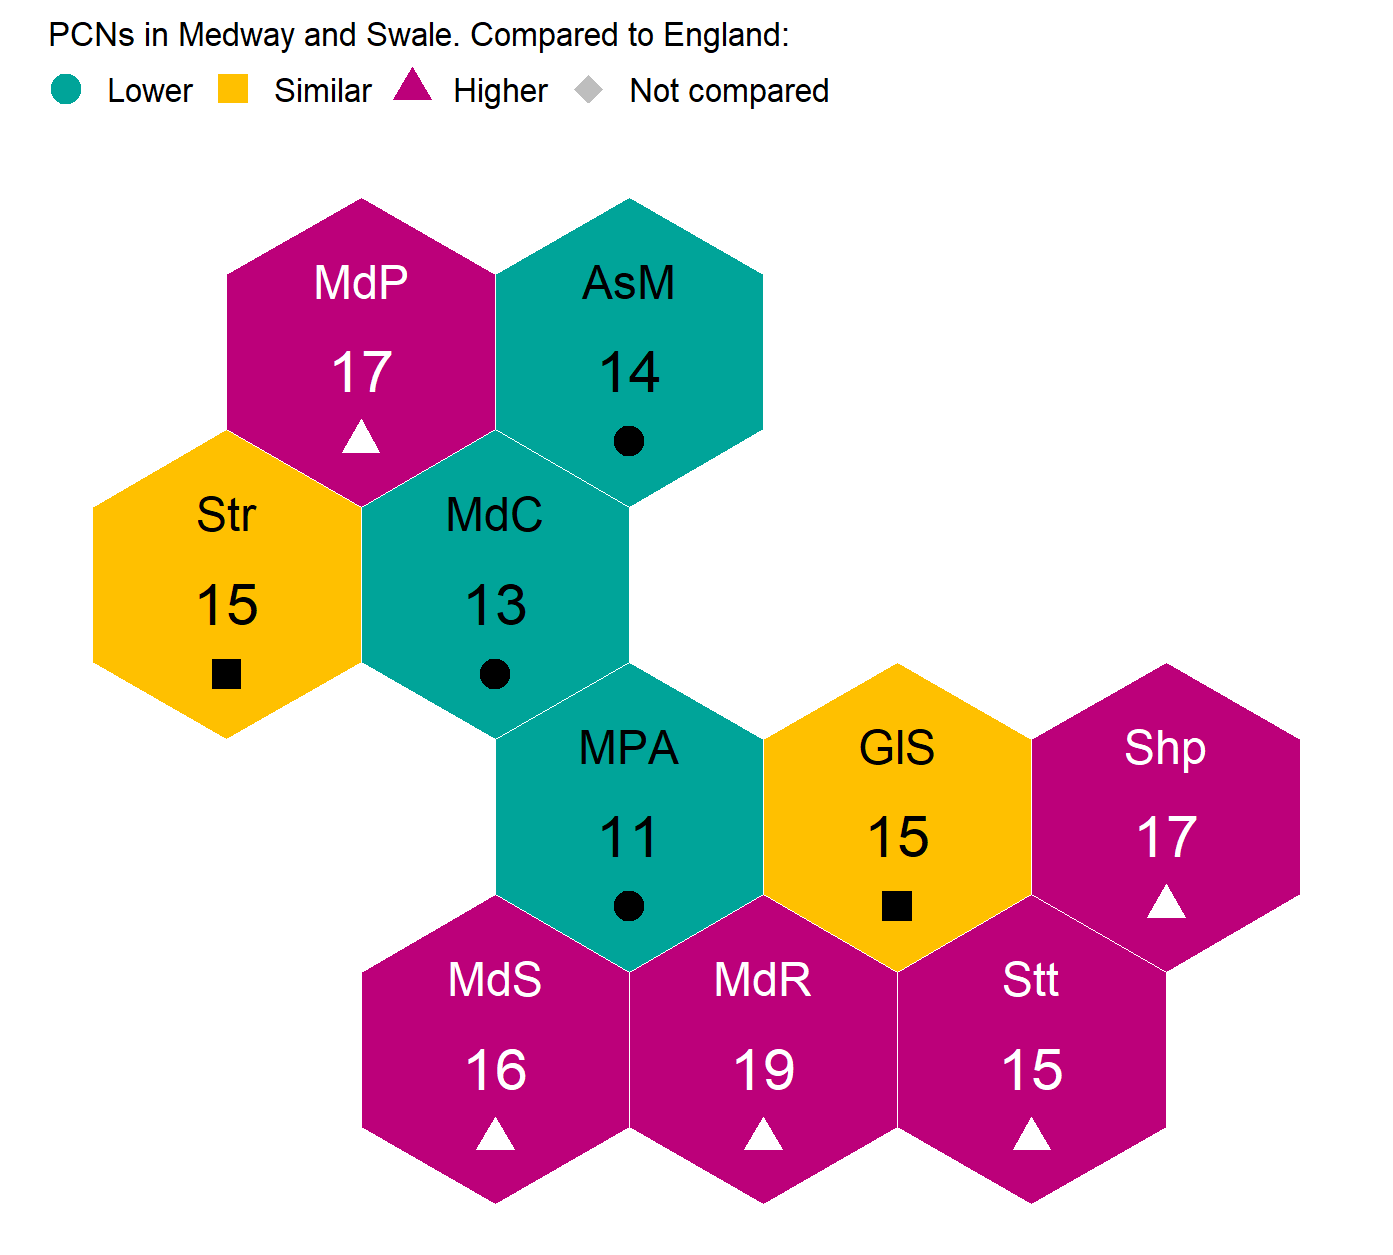 PCNs in Medway and Swale. Compared to England:
Lower Similar Higher Not compared
MdP AsM
17 14
Str MdC
15 13
MPA GlS Shp
11 15 17
MdS MdR Stt
16 19 15